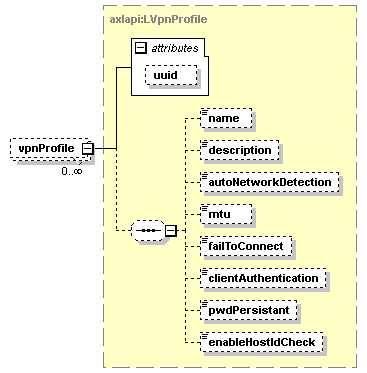 axlapi:LVpnProfile
attributes
uuid
vpnProfile
0..∞
name
description
autoNetworkDetection
mtu
failToConnect
clientAuthentication
pwdPersistant
enableHostIdCheck